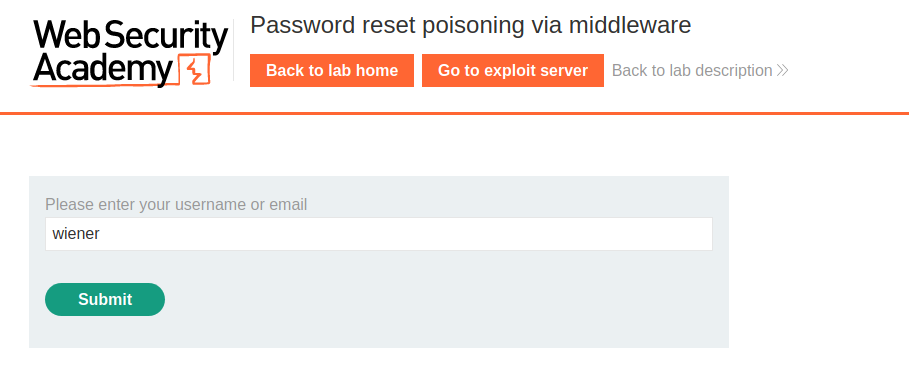 Web Security
Academy
Password reset poisoning via middleware
Back to lab home
Go to exploit server
Back to lab description
Please enter your username or email
wiener
Submit